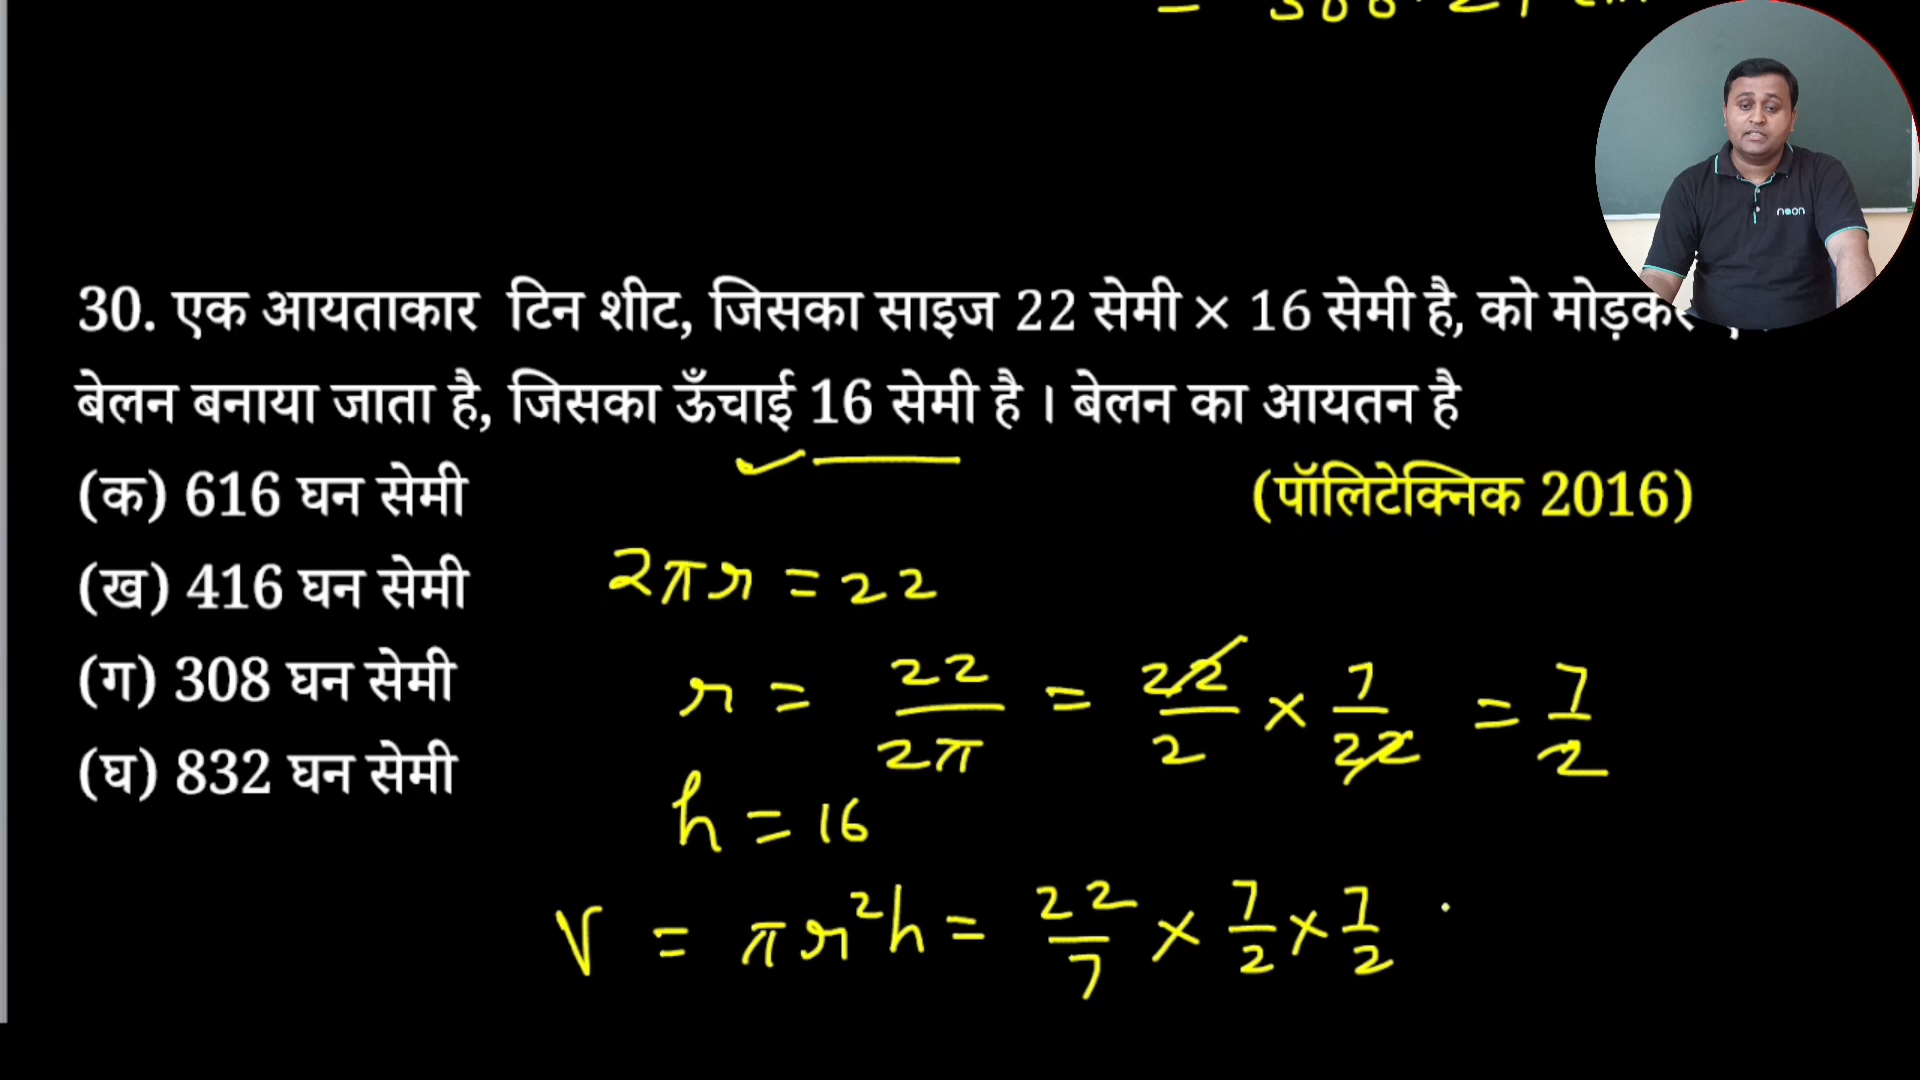 noon
30. एक आयताकार टिन शीट, जिसका साइज 22 सेमी × 16 सेमी है, को मोड़कर
बेलन बनाया जाता है, जिसका ऊँचाई 16 सेमी है । बेलन का आयतन है
(क) 616 घन सेमी (पॉलिटेक्निक 2016)
(ख) 416 घन सेमी
(ग) 308 घन सेमी
(घ) 832 घन सेमी
2πr = 22
r = 22/2π = 22/2 × 7/22 = 7/2
h = 16
V = πr²h = 22/7 × 7/2 × 7/2